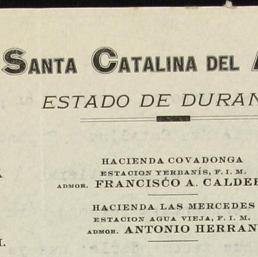 SANTA CATALINA DEL
ESTADO DE DURAN
HACIENDA COVADONGA
ESTACION YERBANÍS, F. I. M.
ADMOR. FRANCISCO A. CALDER
HACIENDA LAS MERCEDES
ESTACION AGUA VIEJA, F. I. M.
ADMOR. ANTONIO HERRAN